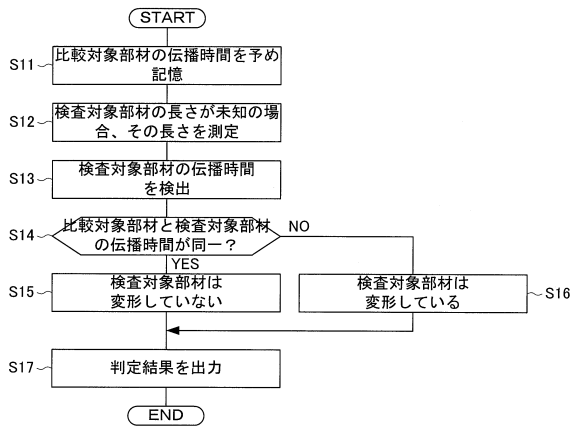 START
S11
比較対象部材の伝播時間を予め
記憶
S12
検査対象部材の長さが未知の場
合、その長さを測定
S13
検査対象部材の伝播時間
を検出
S14
比較対象部材と検査対象部材
の伝播時間が同一？
NO
YES
S15
検査対象部材は
変形していない
検査対象部材は
変形している
S16
S17
判定結果を出力
END